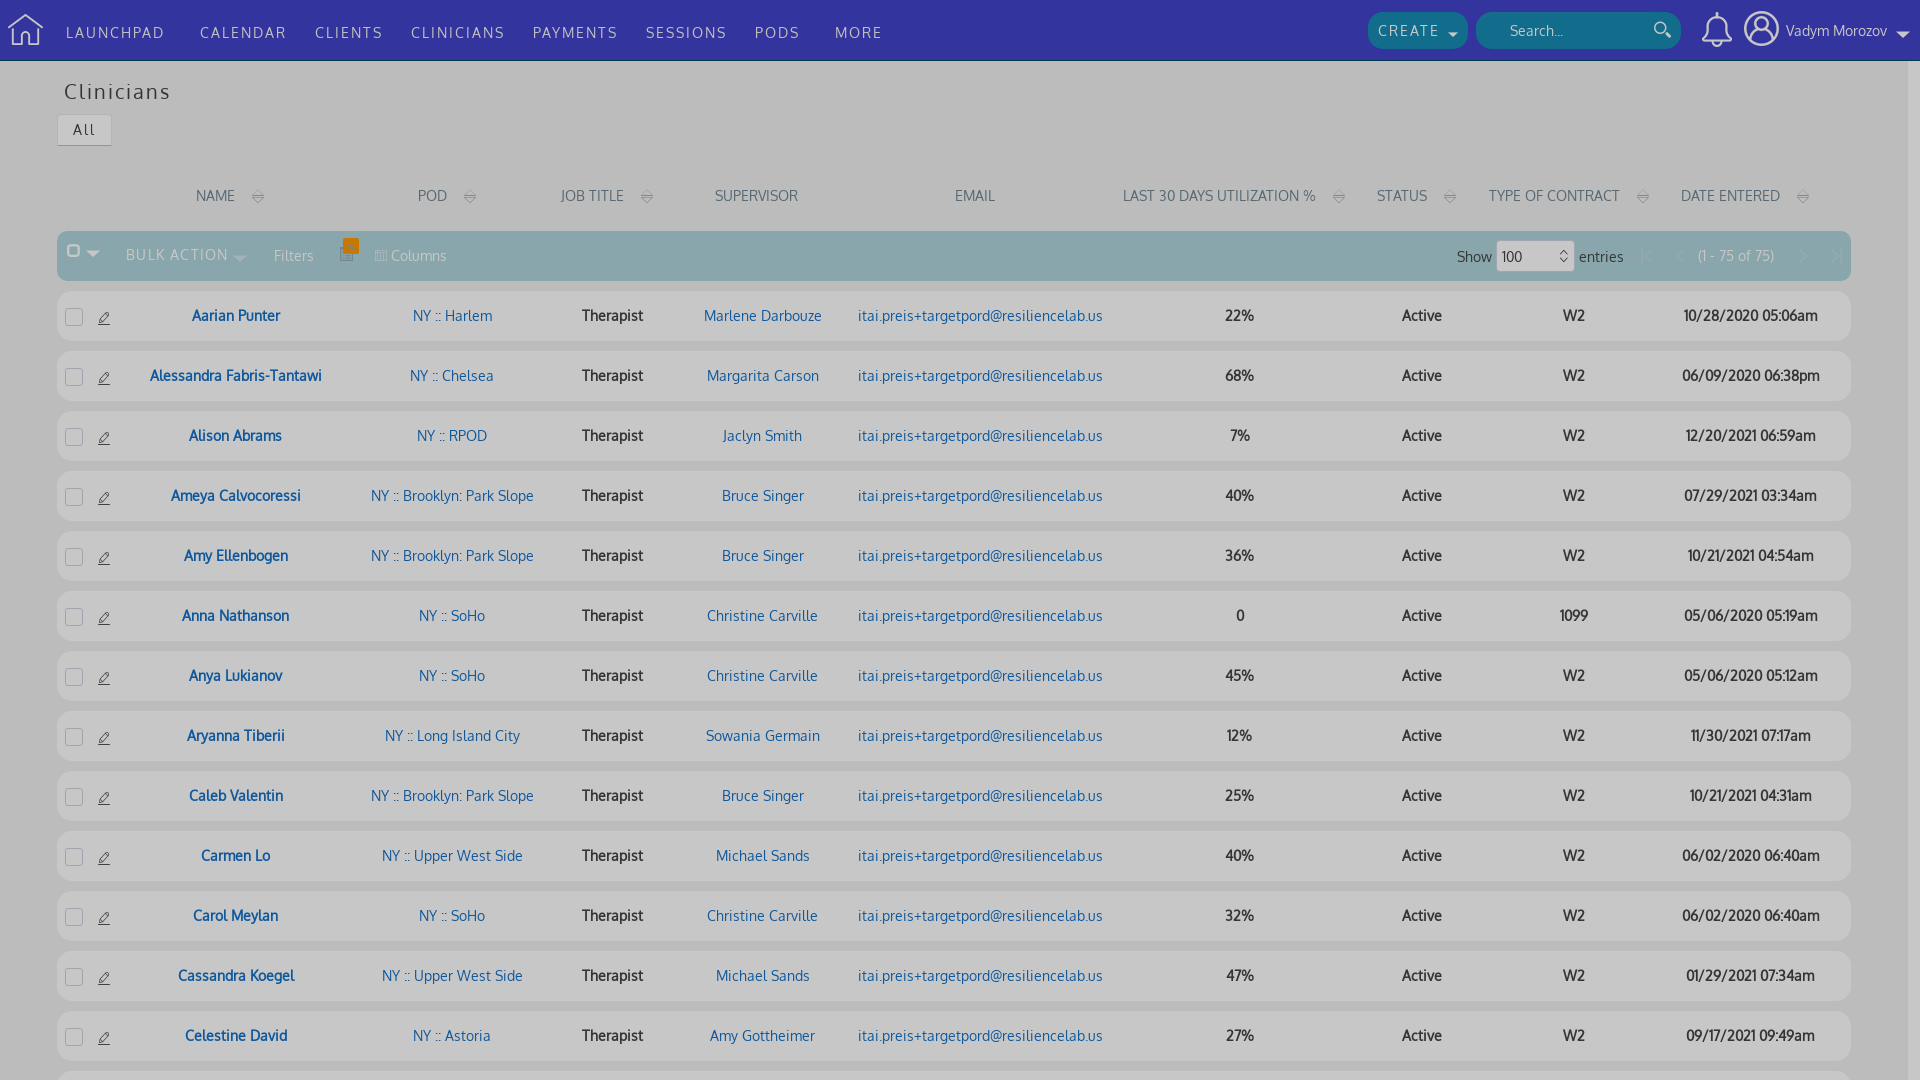 LAUNCHPAD CALENDAR CLIENTS CLINICIANS PAYMENTS SESSIONS PODS MORE CREATE Search... Vadym Morozov
Clinicians
All
NAME POD JOB TITLE SUPERVISOR EMAIL LAST 30 DAYS UTILIZATION % STATUS TYPE OF CONTRACT DATE ENTERED
BULK ACTION Filters Columns Show 100 entries (1 - 75 of 75)
Aarian Punter NY :: Harlem Therapist Marlene Darbouze itai.preis+targetpord@resiliencelab.us 22% Active W2 10/28/2020 05:06am
Alessandra Fabris-Tantawi NY :: Chelsea Therapist Margarita Carson itai.preis+targetpord@resiliencelab.us 68% Active W2 06/09/2020 06:38pm
Alison Abrams NY :: RPOD Therapist Jaclyn Smith itai.preis+targetpord@resiliencelab.us 7% Active W2 12/20/2021 06:59am
Ameya Calvocoressi NY :: Brooklyn: Park Slope Therapist Bruce Singer itai.preis+targetpord@resiliencelab.us 40% Active W2 07/29/2021 03:34am
Amy Ellenbogen NY :: Brooklyn: Park Slope Therapist Bruce Singer itai.preis+targetpord@resiliencelab.us 36% Active W2 10/21/2021 04:54am
Anna Nathanson NY :: SoHo Therapist Christine Carville itai.preis+targetpord@resiliencelab.us 0 Active 1099 05/06/2020 05:19am
Anya Lukianov NY :: SoHo Therapist Christine Carville itai.preis+targetpord@resiliencelab.us 45% Active W2 05/06/2020 05:12am
Aryanna Tiberii NY :: Long Island City Therapist Sowania Germain itai.preis+targetpord@resiliencelab.us 12% Active W2 11/30/2021 07:17am
Caleb Valentin NY :: Brooklyn: Park Slope Therapist Bruce Singer itai.preis+targetpord@resiliencelab.us 25% Active W2 10/21/2021 04:31am
Carmen Lo NY :: Upper West Side Therapist Michael Sands itai.preis+targetpord@resiliencelab.us 40% Active W2 06/02/2020 06:40am
Carol Meylan NY :: SoHo Therapist Christine Carville itai.preis+targetpord@resiliencelab.us 32% Active W2 06/02/2020 06:40am
Cassandra Koegel NY :: Upper West Side Therapist Michael Sands itai.preis+targetpord@resiliencelab.us 47% Active W2 01/29/2021 07:34am
Celestine David NY :: Astoria Therapist Amy Gottheimer itai.preis+targetpord@resiliencelab.us 27% Active W2 09/17/2021 09:49am